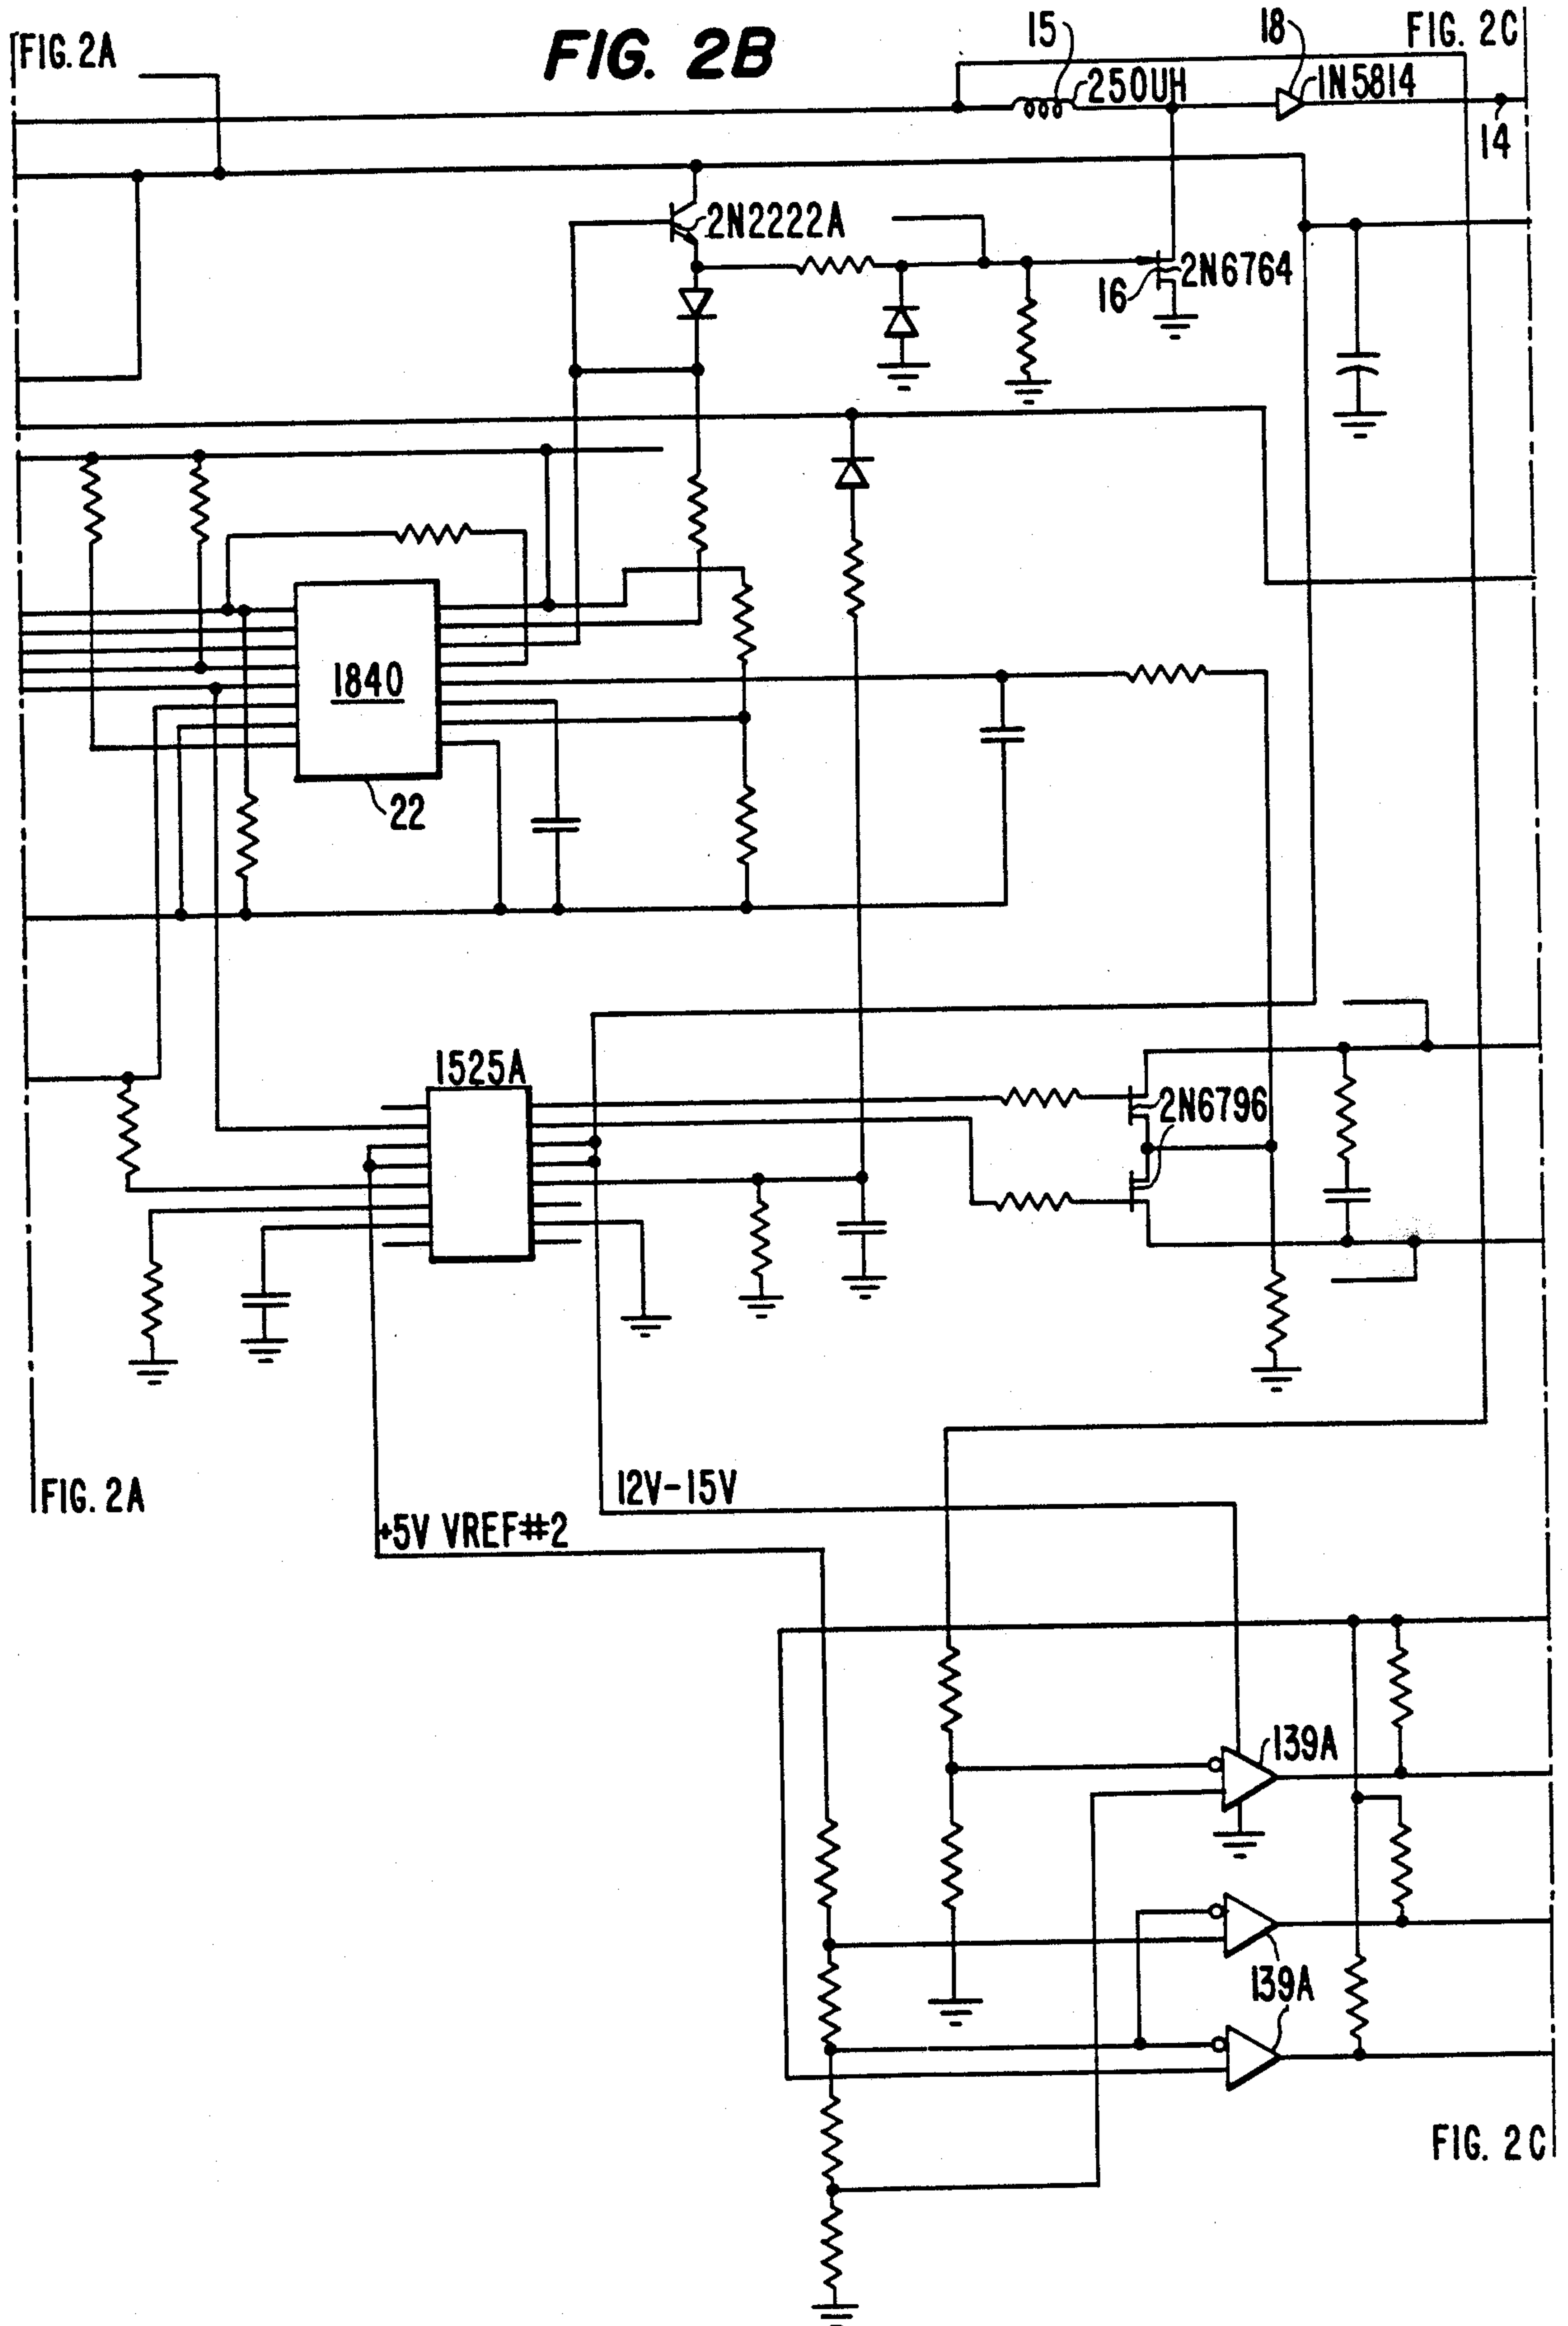 FIG. 2A
FIG. 2B
15
18
FIG. 2C
250UH
1N5814
14
2N2222A
16
2N6764
1840
22
1525A
2N6796
FIG. 2A
12V-15V
+5V VREF#2
139A
139A
FIG. 2C